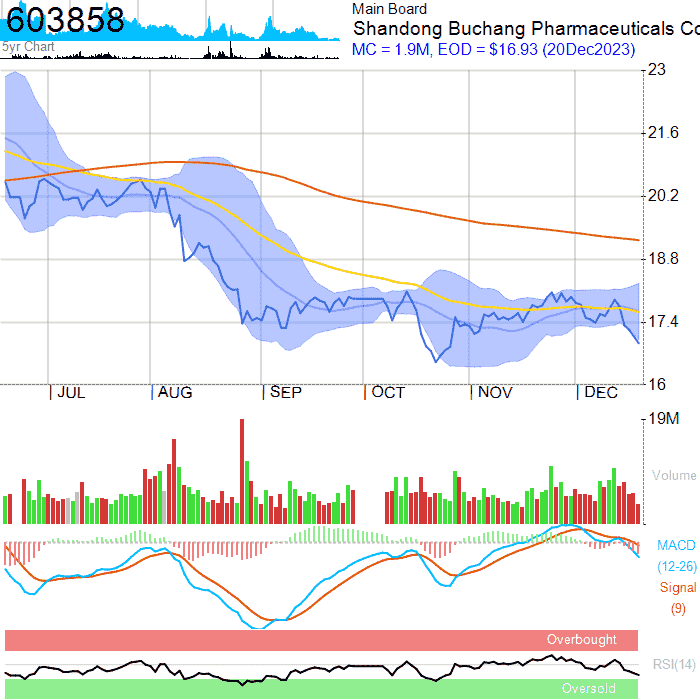 603858
5yr Chart
Main Board
Shandong Buchang Pharmaceuticals Co
MC = 1.9M, EOD = $16.93 (20Dec2023)
23
21.6
20.2
18.8
17.4
16
JUL AUG SEP OCT NOV DEC
19M
Volume
MACD
(12-26)
Signal
(9)
Overbought
RSI(14)
Oversold